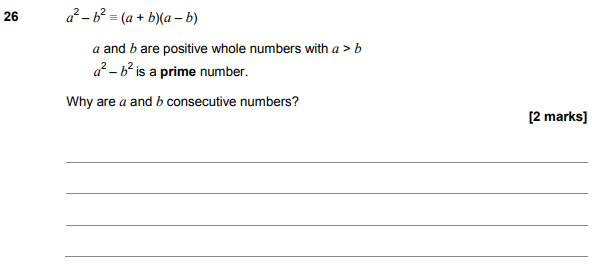 26 a² – b² ≡ (a + b)(a – b)
a and b are positive whole numbers with a > b
a² – b² is a prime number.
Why are a and b consecutive numbers?
[2 marks]